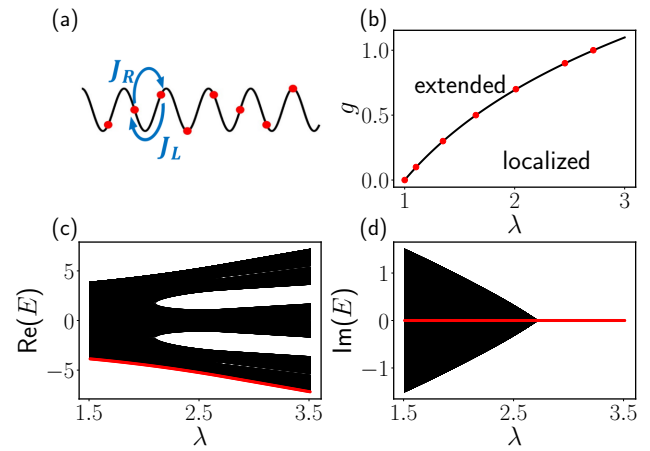 (a)
J_R
J_L
(b)
g
1.0
0.5
0.0
extended
localized
1 2 3
λ
(c)
Re(E)
5
0
−5
1.5 2.5 3.5
λ
(d)
Im(E)
1
0
−1
1.5 2.5 3.5
λ